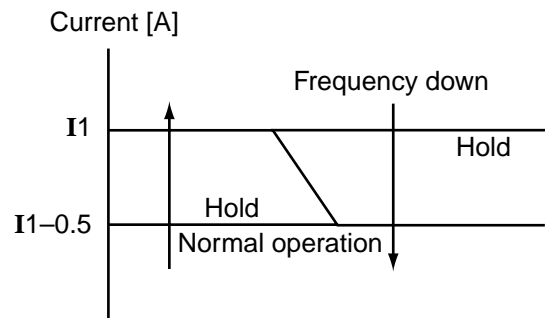 Current [A]
Frequency down
I1
Hold
Hold
I1–0.5
Normal operation